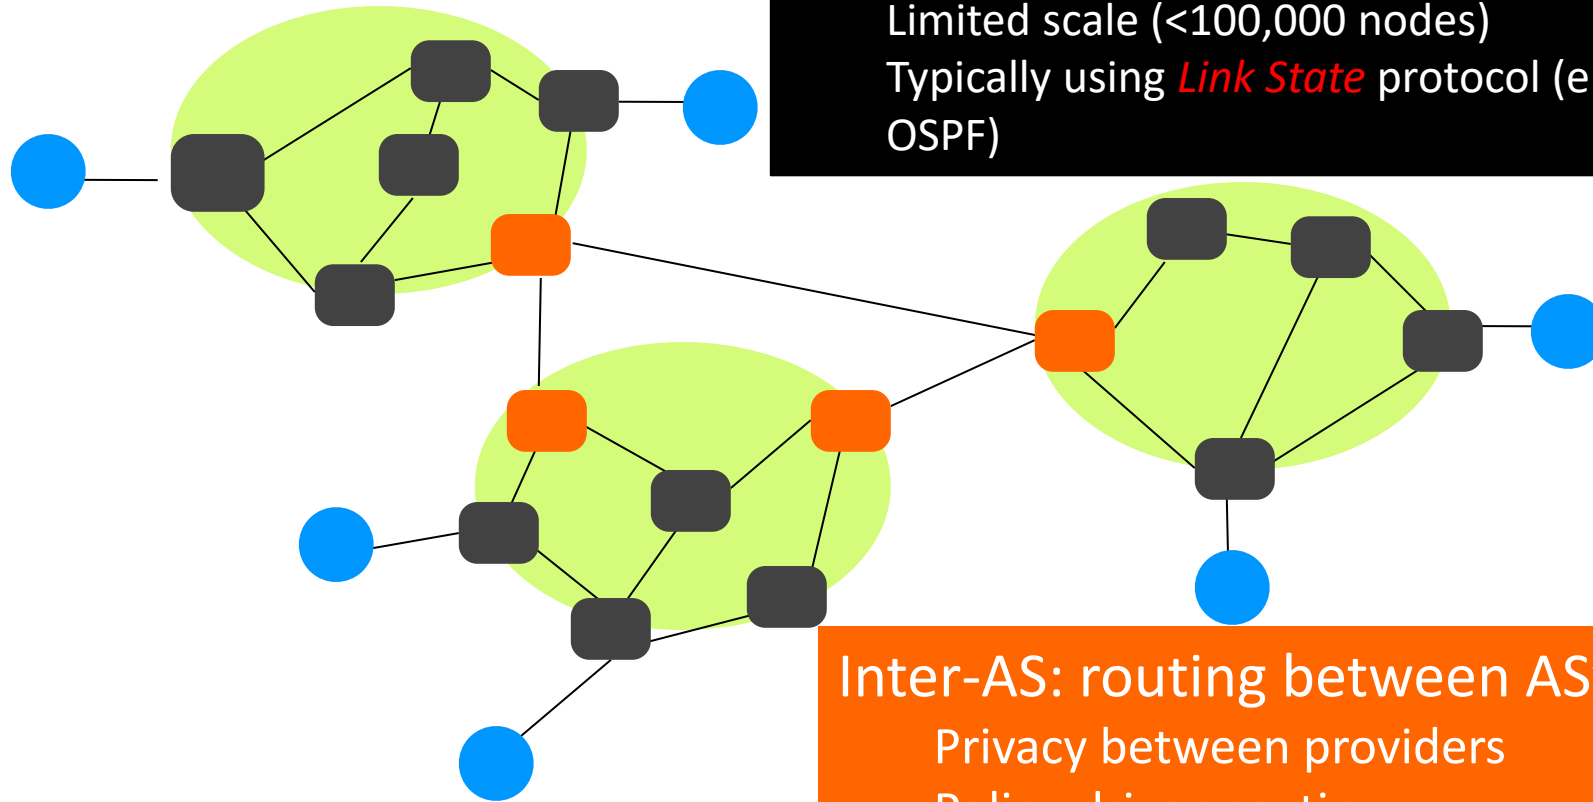 Limited scale (<100,000 nodes)
Typically using Link State protocol (e
OSPF)
Inter-AS: routing between AS
Privacy between providers